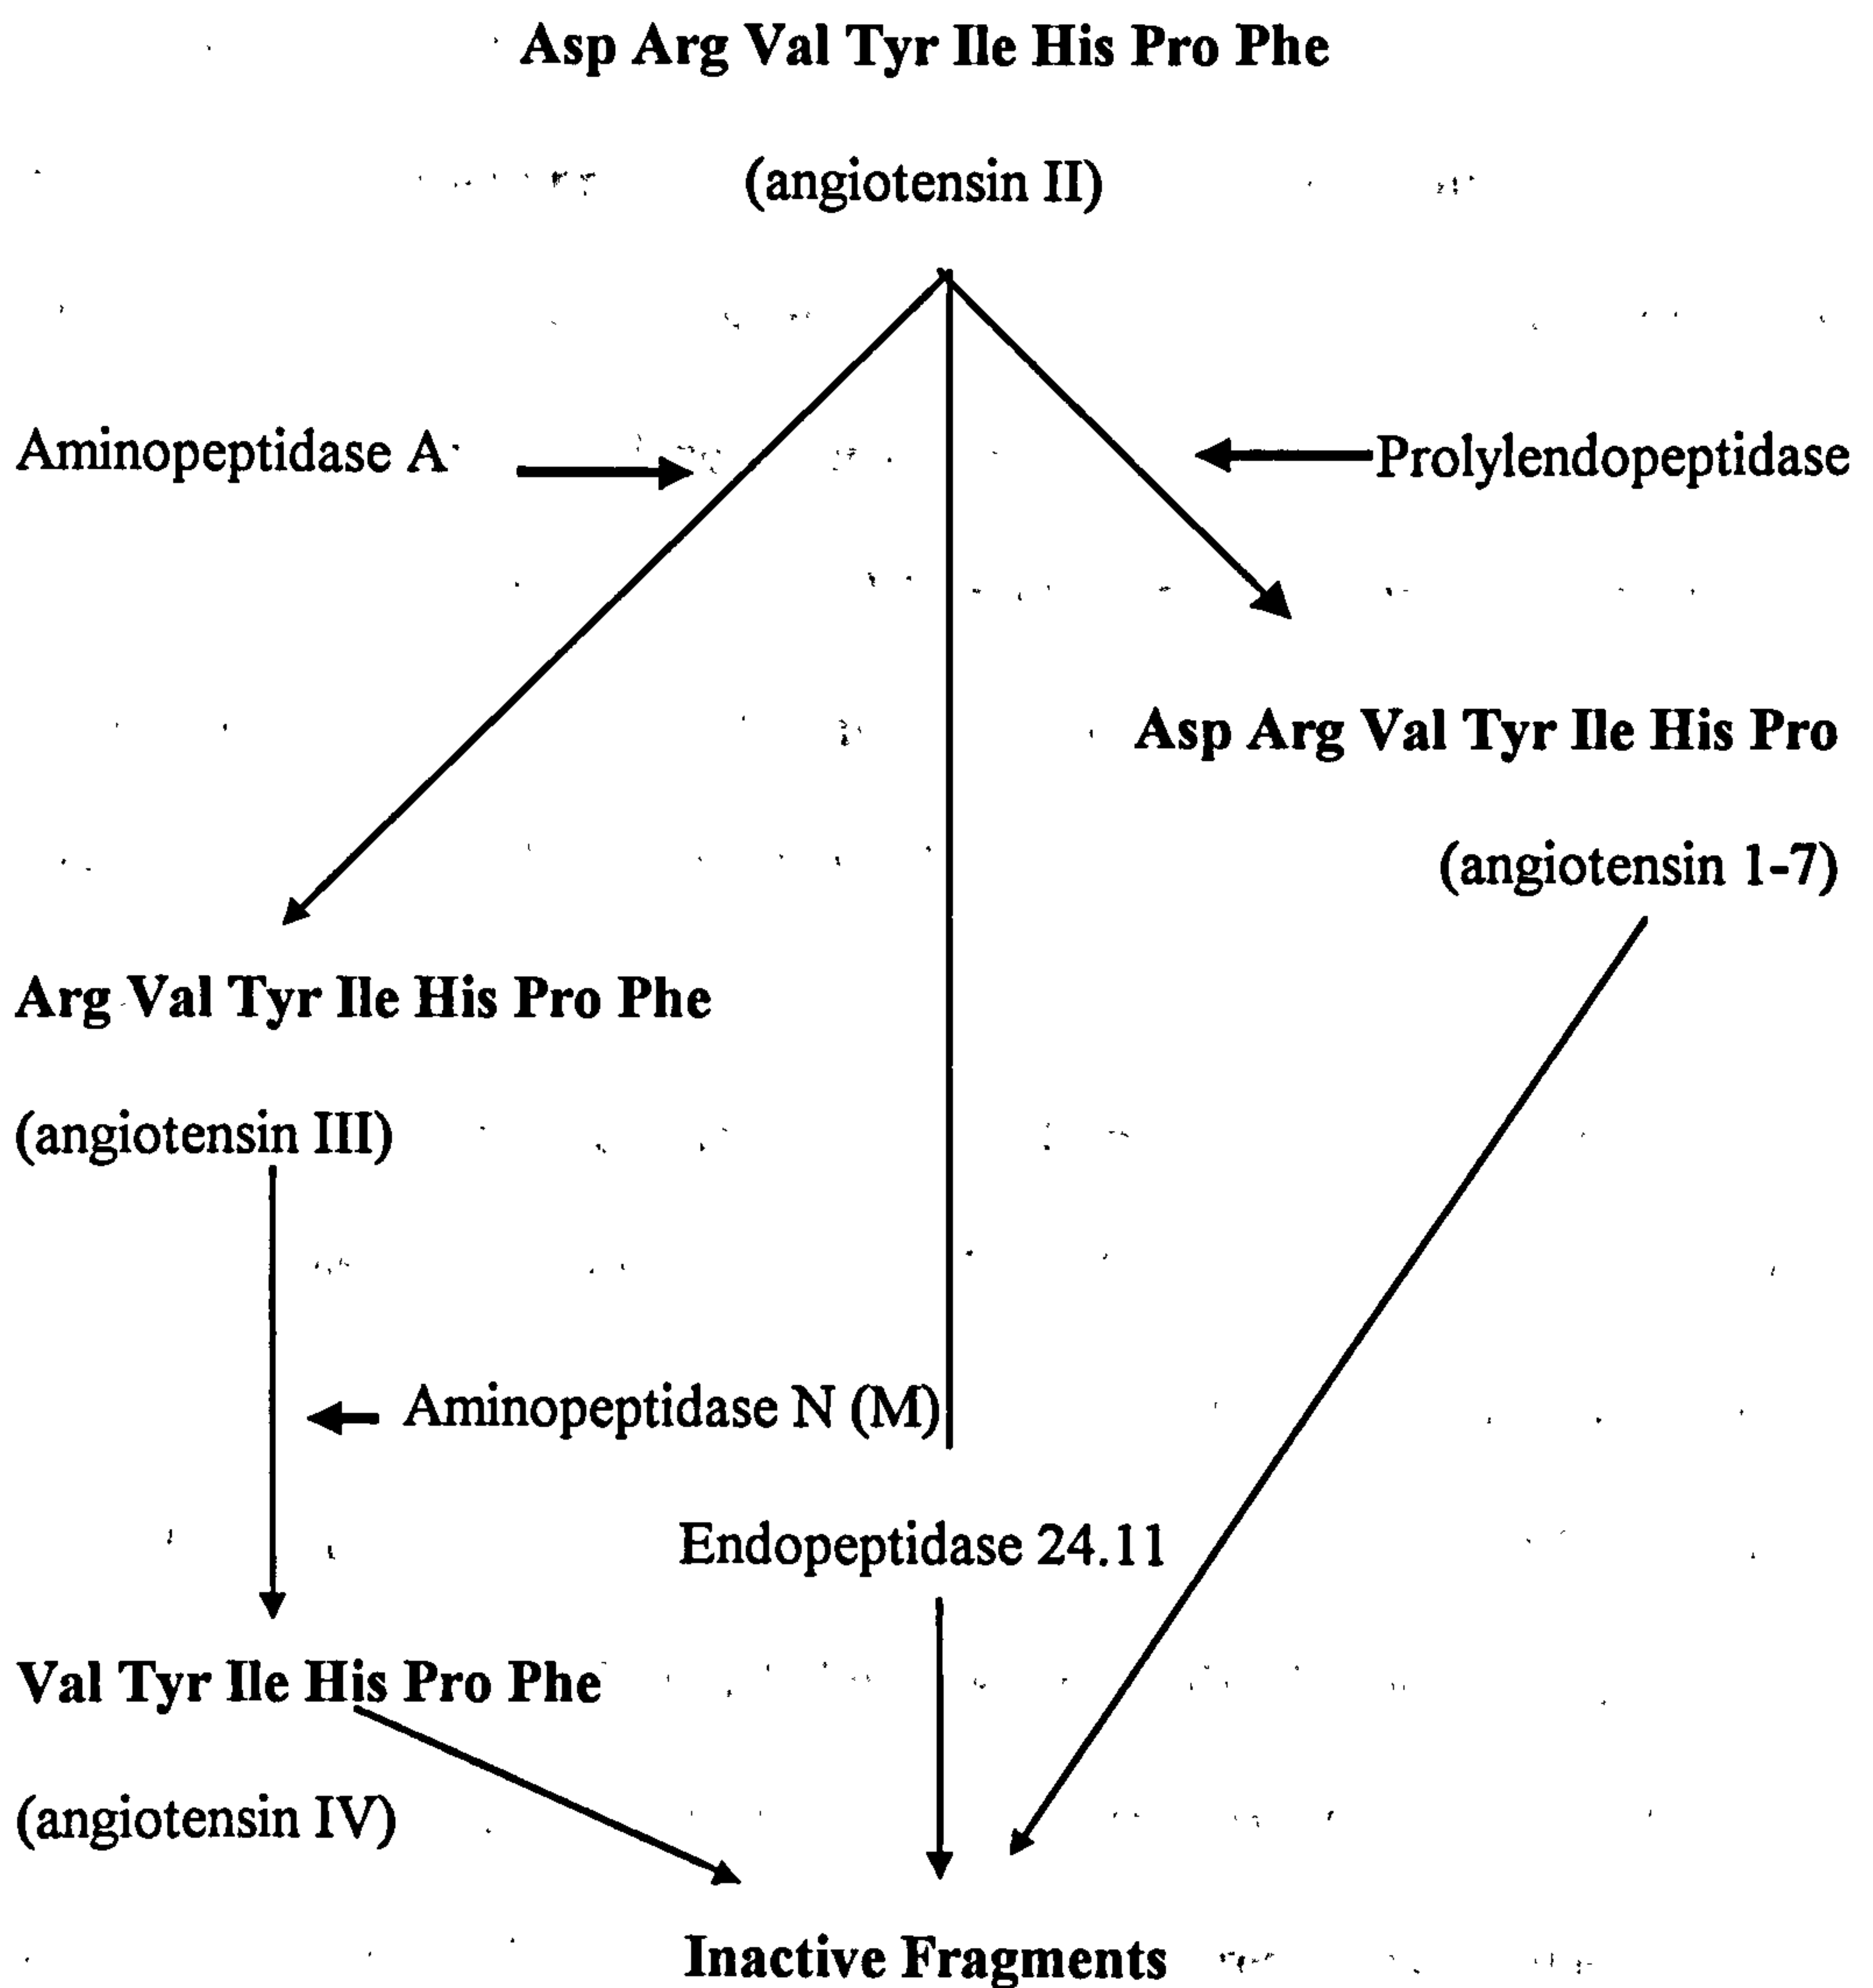 Asp Arg Val Tyr Ile His Pro Phe
(angiotensin II)
Aminopeptidase A
Prolylendopeptidase
Asp Arg Val Tyr Ile His Pro
(angiotensin 1-7)
Arg Val Tyr Ile His Pro Phe
(angiotensin III)
Aminopeptidase N (M)
Endopeptidase 24.11
Val Tyr Ile His Pro Phe
(angiotensin IV)
Inactive Fragments